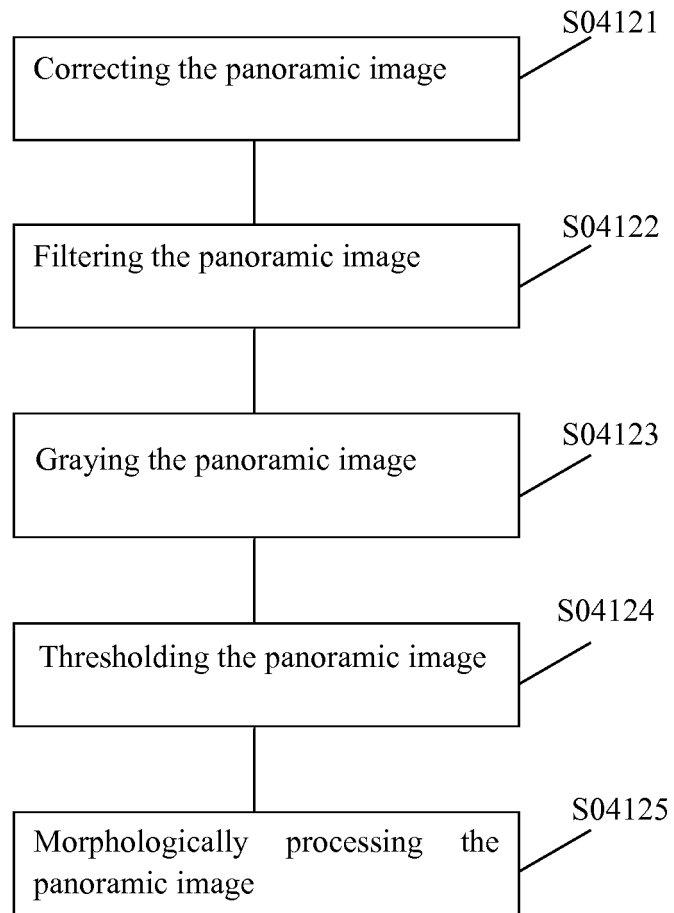 S04121
Correcting the panoramic image
S04122
Filtering the panoramic image
S04123
Graying the panoramic image
S04124
Thresholding the panoramic image
S04125
Morphologically processing the
panoramic image